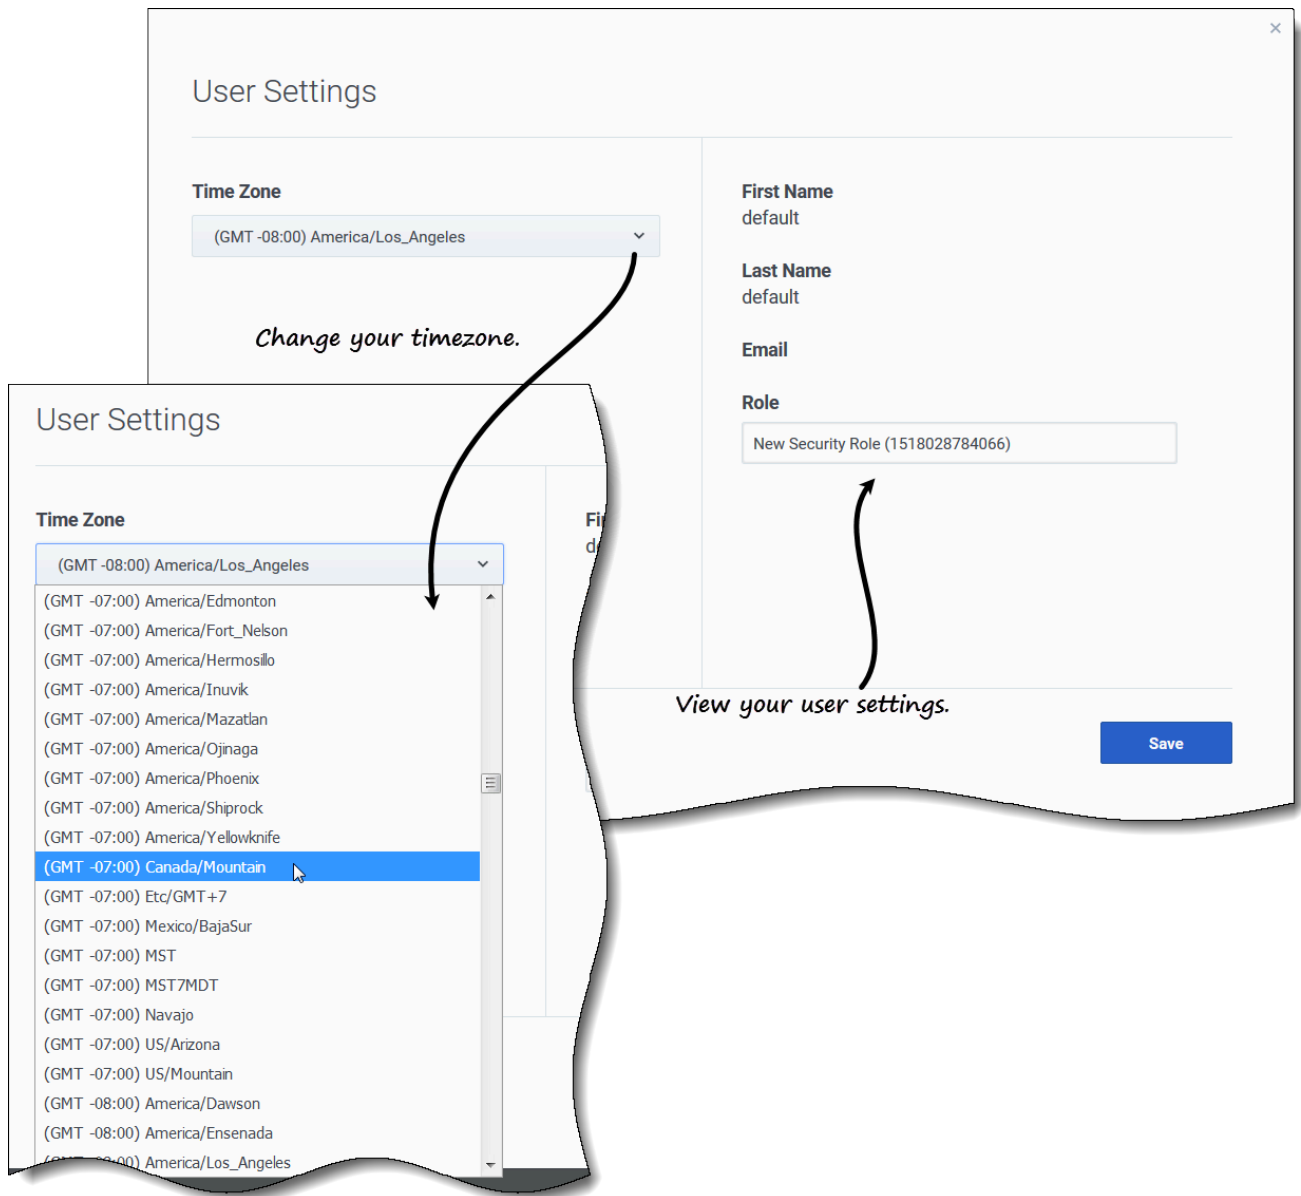 ×
User Settings
Time Zone
(GMT -08:00) America/Los_Angeles
Change your timezone.
First Name
default
Last Name
default
Email
Role
New Security Role (1518028784066)
View your user settings.
Save
User Settings
Time Zone
(GMT -08:00) America/Los_Angeles
(GMT -07:00) America/Edmonton
(GMT -07:00) America/Fort_Nelson
(GMT -07:00) America/Hermosillo
(GMT -07:00) America/Inuvik
(GMT -07:00) America/Mazatlan
(GMT -07:00) America/Ojinaga
(GMT -07:00) America/Phoenix
(GMT -07:00) America/Shiprock
(GMT -07:00) America/Yellowknife
(GMT -07:00) Canada/Mountain
(GMT -07:00) Etc/GMT+7
(GMT -07:00) Mexico/BajaSur
(GMT -07:00) MST
(GMT -07:00) MST7MDT
(GMT -07:00) Navajo
(GMT -07:00) US/Arizona
(GMT -07:00) US/Mountain
(GMT -08:00) America/Dawson
(GMT -08:00) America/Ensenada
(GMT -08:00) America/Los_Angeles